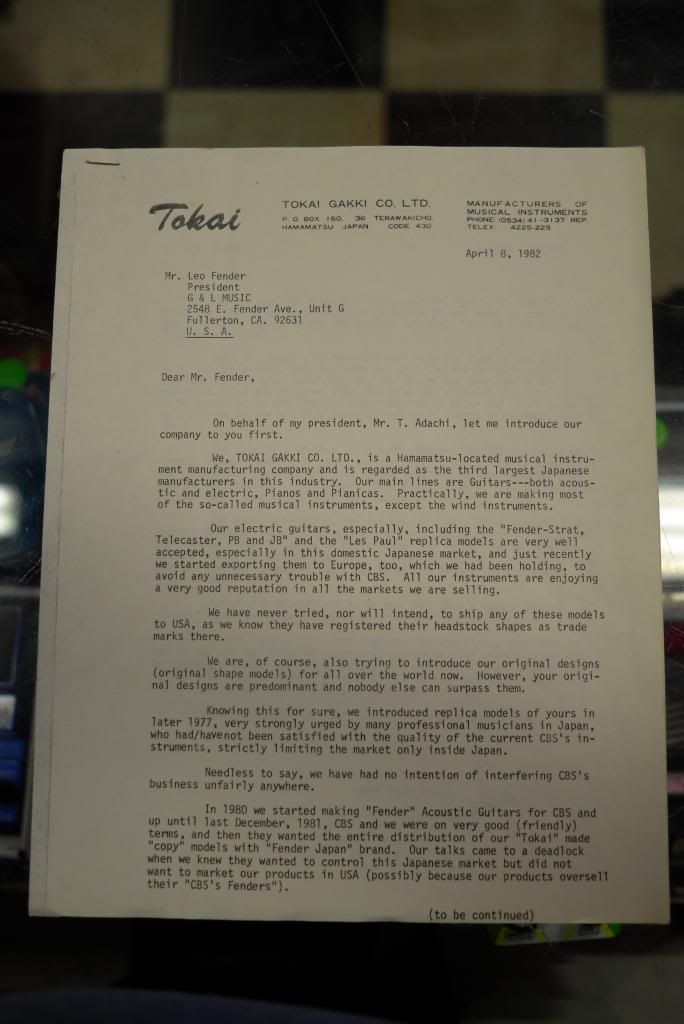 Tokai
TOKAI GAKKI CO. LTD.
P. O. BOX 160, 36 TERAWAKICHO,
HAMAMATSU JAPAN CODE 430
MANUFACTURERS OF
MUSICAL INSTRUMENTS
PHONE: (0534) 41-3137 REP
TELEX 4225-225
April 8, 1982
Mr. Leo Fender
President
G & L MUSIC
2548 E. Fender Ave., Unit G
Fullerton, CA. 92631
U. S. A.
Dear Mr. Fender,
On behalf of my president, Mr. T. Adachi, let me introduce our
company to you first.
We, TOKAI GAKKI CO. LTD., is a Hamamatsu-located musical instru-
ment manufacturing company and is regarded as the third largest Japanese
manufacturers in this industry. Our main lines are Guitars---both acous-
tic and electric, Pianos and Pianicas. Practically, we are making most
of the so-called musical instruments, except the wind instruments.
Our electric guitars, especially, including the "Fender-Strat,
Telecaster, PB and JB" and the "Les Paul" replica models are very well
accepted, especially in this domestic Japanese market, and just recently
we started exporting them to Europe, too, which we had been holding, to
avoid any unnecessary trouble with CBS. All our instruments are enjoying
a very good reputation in all the markets we are selling.
We have never tried, nor will intend, to ship any of these models
to USA, as we know they have registered their headstock shapes as trade
marks there.
We are, of course, also trying to introduce our original designs
(original shape models) for all over the world now. However, your origi-
nal designs are predominant and nobody else can surpass them.
Knowing this for sure, we introduced replica models of yours in
later 1977, very strongly urged by many professional musicians in Japan,
who had/havenot been satisfied with the quality of the current CBS's in-
struments, strictly limiting the market only inside Japan.
Needless to say, we have had no intention of interfering CBS's
business unfairly anywhere.
In 1980 we started making "Fender" Acoustic Guitars for CBS and
up until last December, 1981, CBS and we were on very good (friendly)
terms, and then they wanted the entire distribution of our "Tokai" made
"copy" models with "Fender Japan" brand. Our talks came to a deadlock
when we knew they wanted to control this Japanese market but did not
want to market our products in USA (possibly because our products oversell
their "CBS's Fenders").
(to be continued)